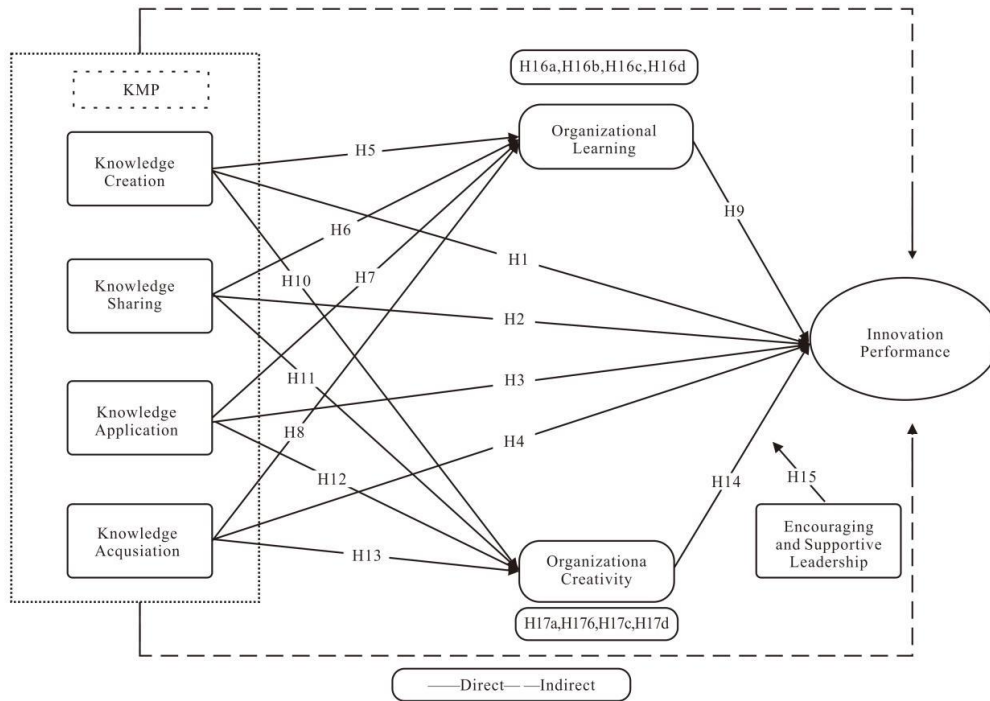 H16a,H16b,H16c,H16d
KMP
Knowledge
Creation
Organizational
Learning
H5
H9
H6
H7
H1
H10
Knowledge
Sharing
H2
Innovation
Performance
H11
H3
Knowledge
Application
H8
H4
H12
H14
H15
Knowledge
Acqusiation
H13
Organizationa
Creativity
Encouraging
and Supportive
Leadership
H17a,H176,H17c,H17d
——Direct— —Indirect